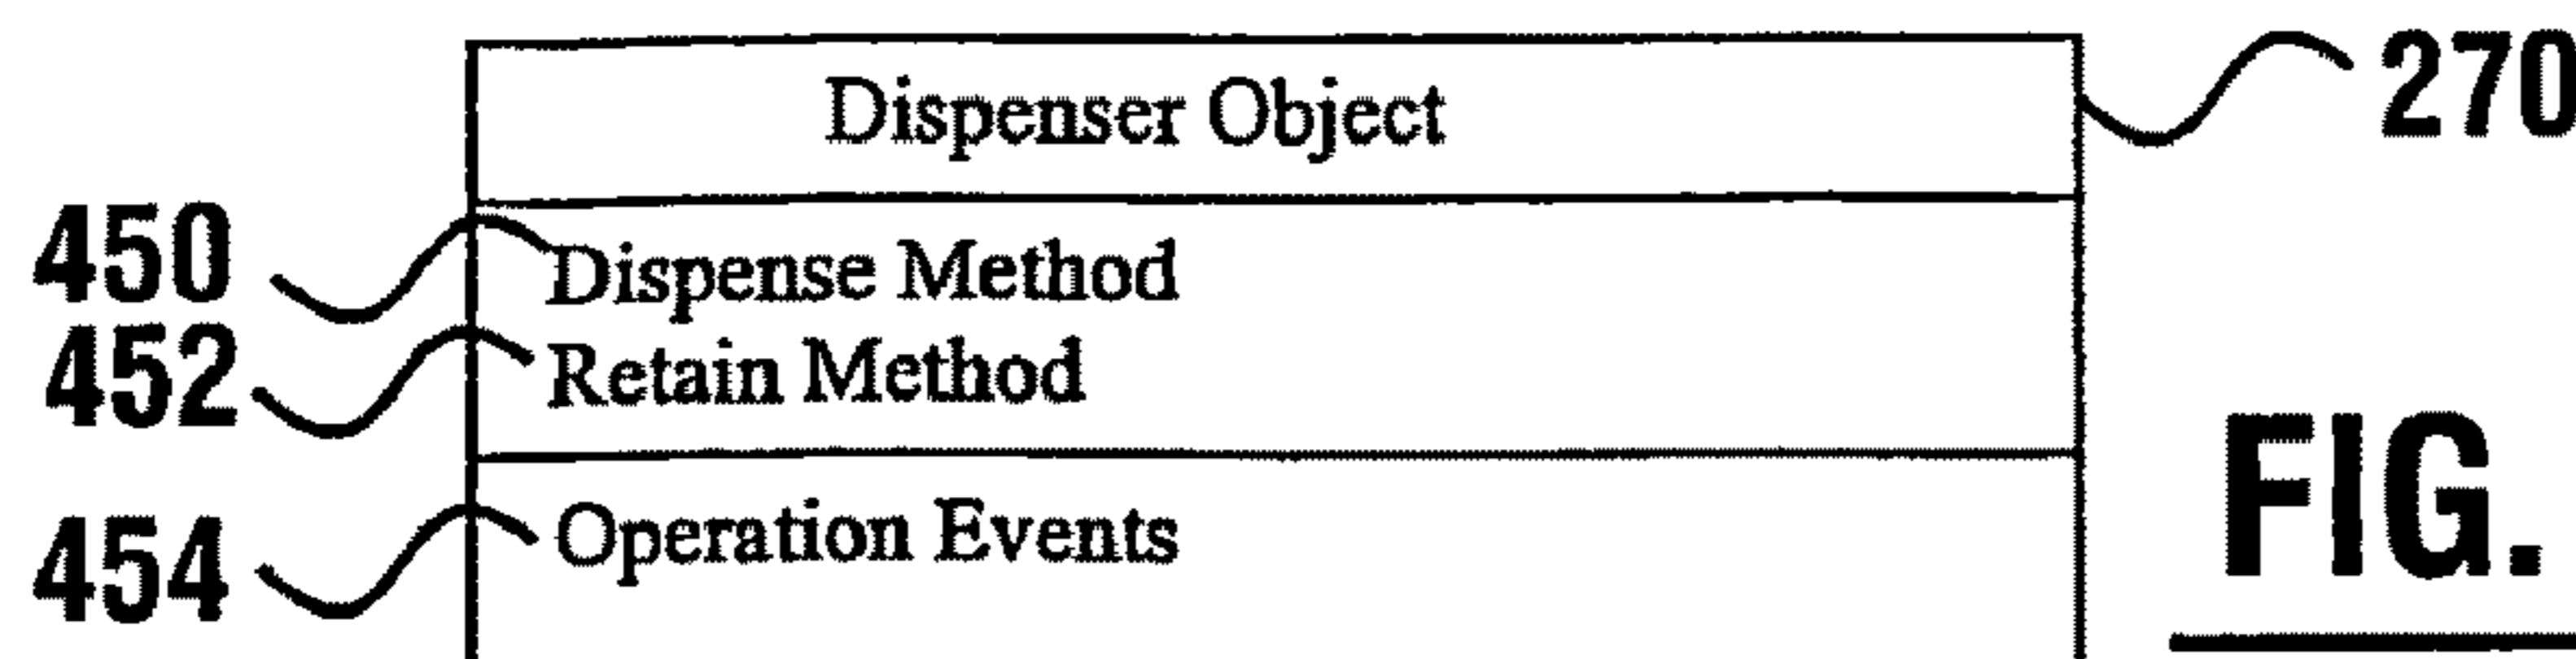 Dispenser Object 270
450 Dispense Method
452 Retain Method
454 Operation Events
FIG.